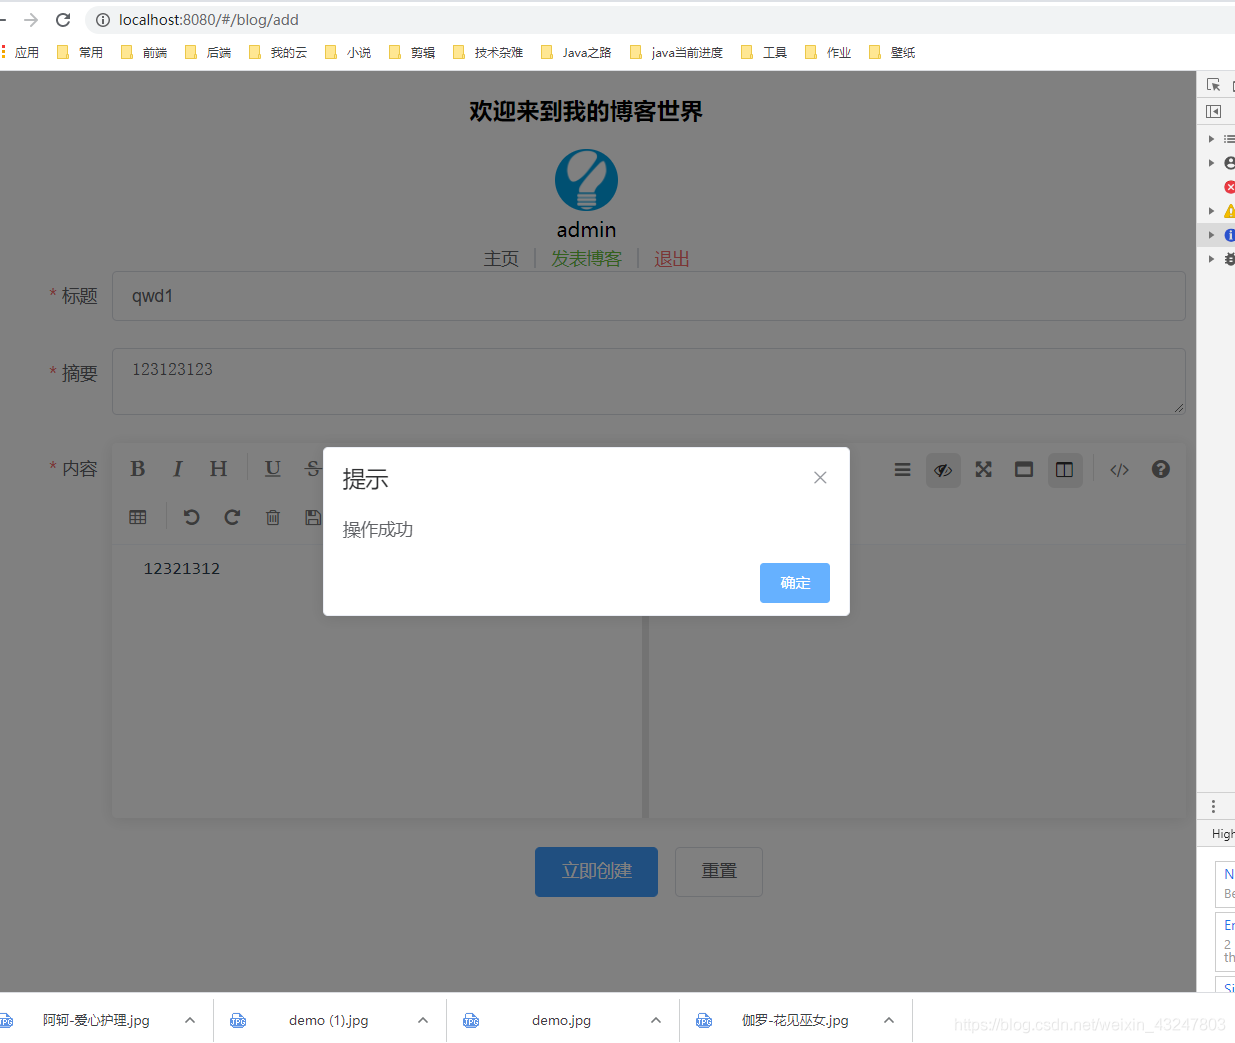 localhost:8080/#/blog/add
应用 常用 前端 后端 我的云 小说 剪辑 技术杂难 Java之路 java当前进度 工具 作业 壁纸
欢迎来到我的博客世界
admin
主页 发表博客 退出
* 标题 qwd1
* 摘要 123123123
* 内容 B I H U S
12321312
提示
操作成功
确定
立即创建 重置
High
N
Be
Er
2
th
Si
阿轲-爱心护理.jpg demo (1).jpg demo.jpg 伽罗-花见巫女.jpg
https://blog.csdn.net/weixin_43247803